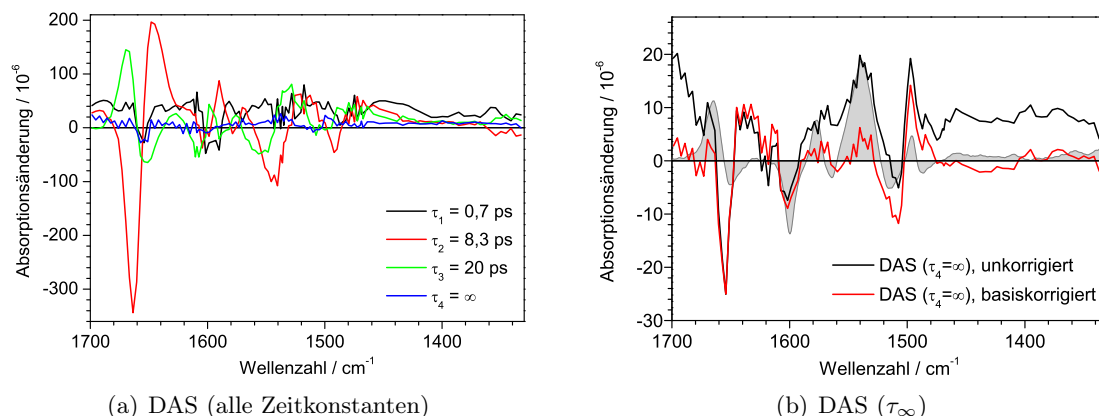 200
100
0
-100
-200
-300
1700
1600
1500
1400
Absorptionsänderung / 10⁻⁶
Wellenzahl / cm⁻¹
τ₁ = 0,7 ps
τ₂ = 8,3 ps
τ₃ = 20 ps
τ₄ = ∞
(a) DAS (alle Zeitkonstanten)
20
10
0
-10
-20
-30
1700
1600
1500
1400
Absorptionsänderung / 10⁻⁶
Wellenzahl / cm⁻¹
DAS (τ₄=∞), unkorrigiert
DAS (τ₄=∞), basiskorrigiert
(b) DAS (τ∞)